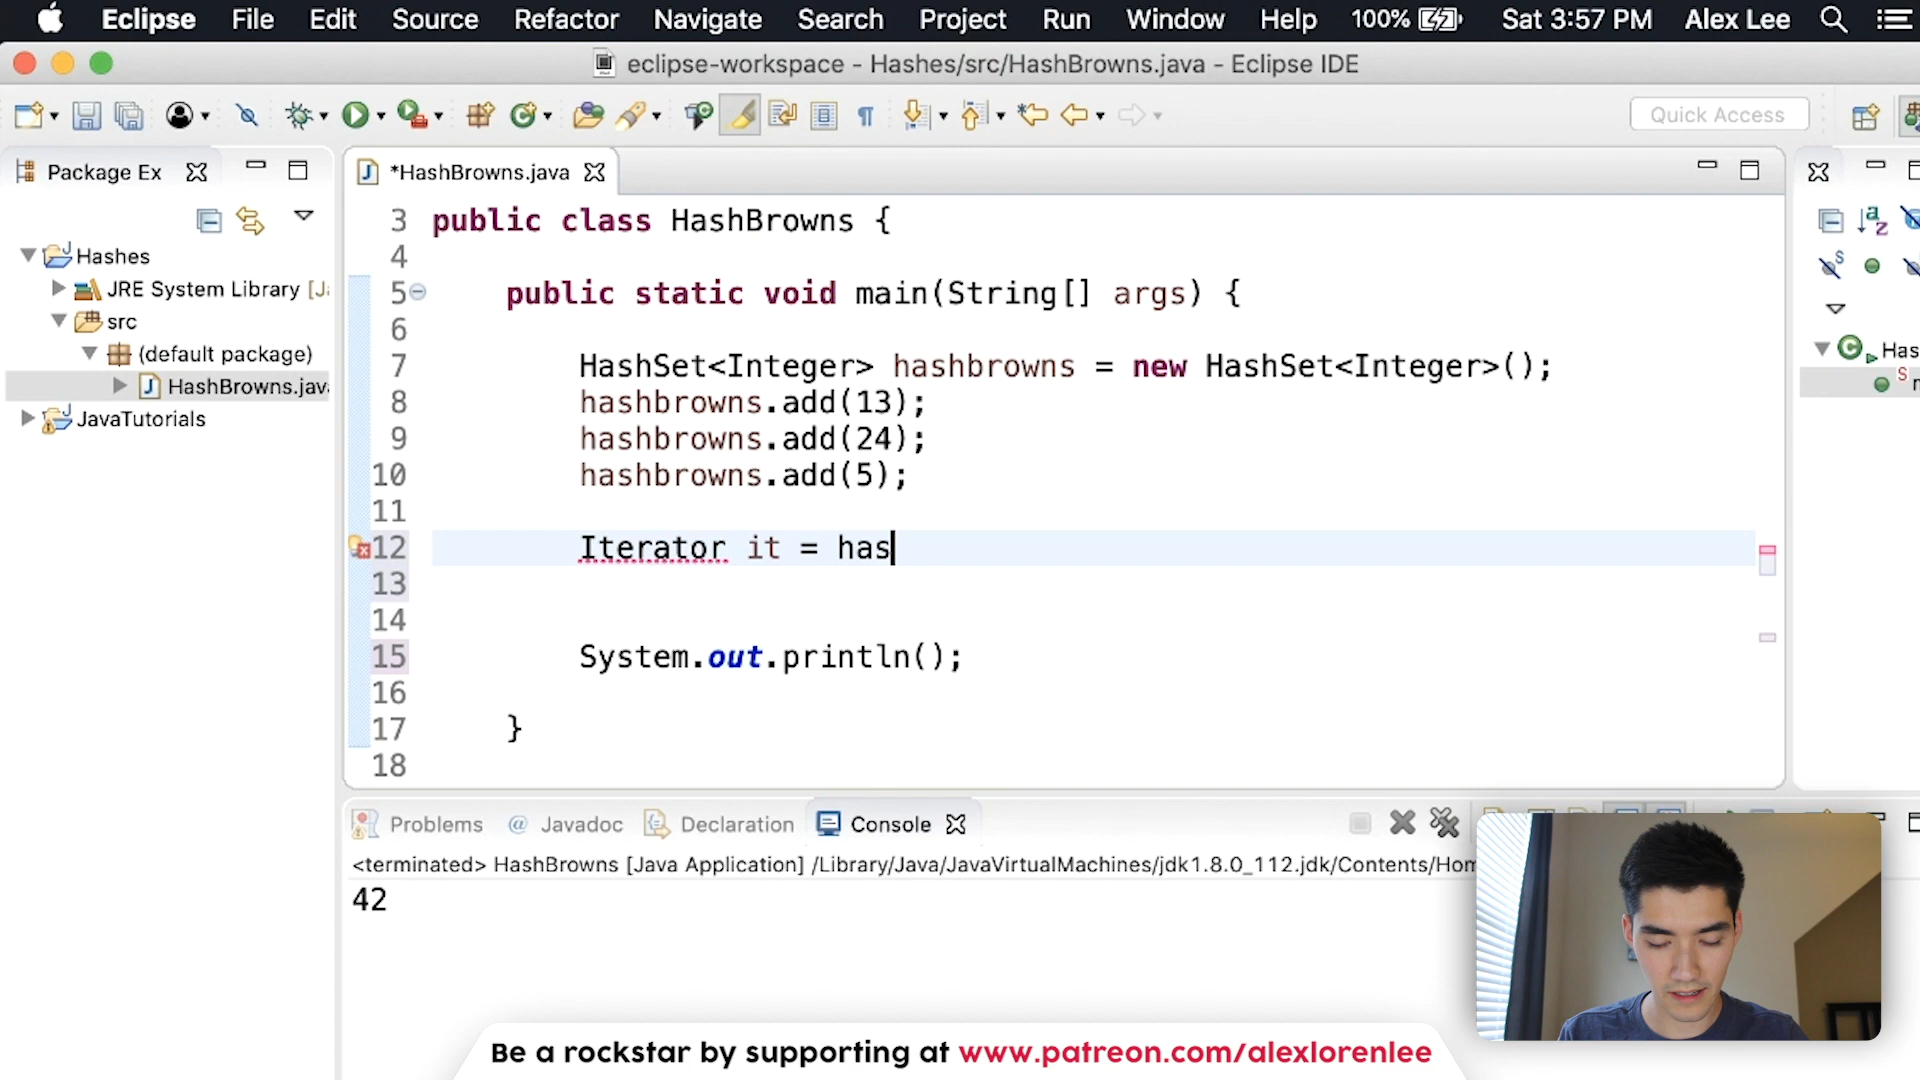 Eclipse File Edit Source Refactor Navigate Search Project Run Window Help 100% Sat 3:57 PM Alex Lee
eclipse-workspace - Hashes/src/HashBrowns.java - Eclipse IDE
Quick Access
Package Ex
Hashes
JRE System Library [J
src
(default package)
HashBrowns.jav
JavaTutorials
*HashBrowns.java
3 public class HashBrowns {
4
5 public static void main(String[] args) {
6
7 HashSet<Integer> hashbrowns = new HashSet<Integer>();
8 hashbrowns.add(13);
9 hashbrowns.add(24);
10 hashbrowns.add(5);
11
12 Iterator it = has
13
14
15 System.out.println();
16
17 }
18
Has
Problems @ Javadoc Declaration Console
<terminated> HashBrowns [Java Application] /Library/Java/JavaVirtualMachines/jdk1.8.0_112.jdk/Contents/Hom
42
Be a rockstar by supporting at www.patreon.com/alexlorenlee